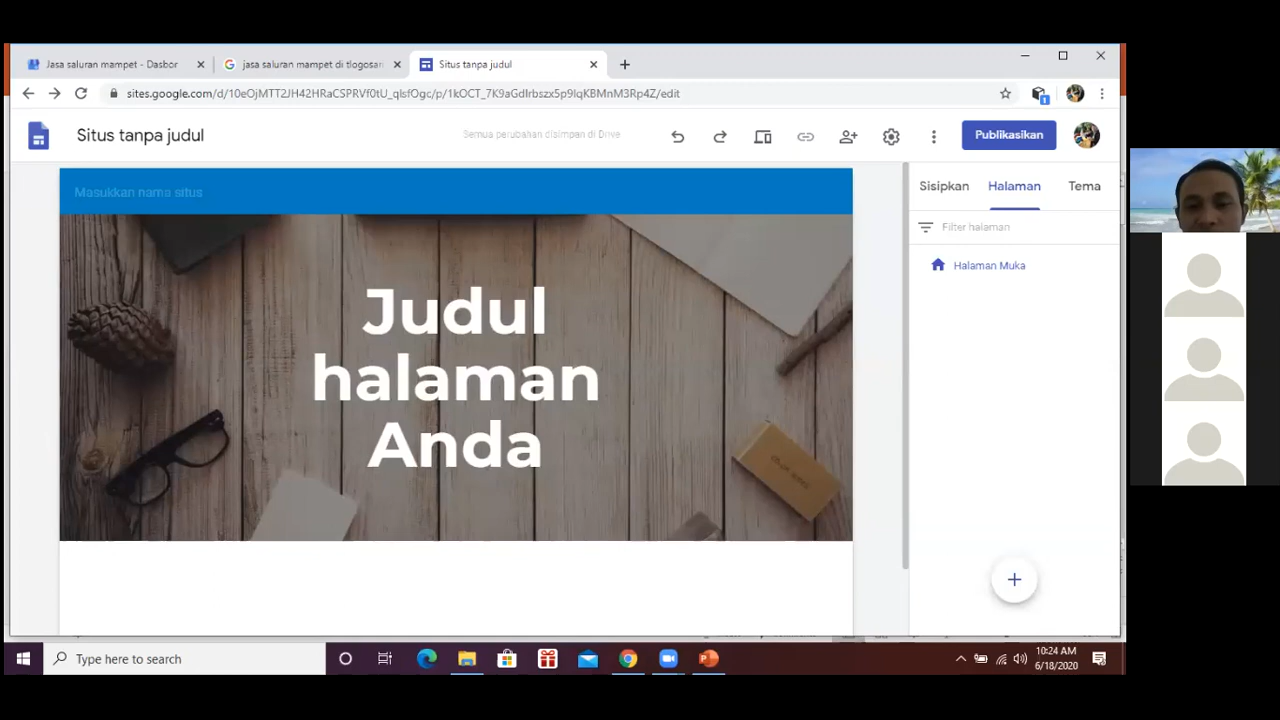 Jasa saluran mampet - Dasbor
jasa saluran mampet di tlogosari
Situs tanpa judul
sites.google.com/d/10eOjMTT2JH42HRaCSPRVf0tU_qlsfOgc/p/1kOCT_7K9aGdlrbszx5p9lqKBMnM3Rp4Z/edit
Situs tanpa judul
Semua perubahan disimpan di Drive
Publikasikan
Masukkan nama situs
Sisipkan
Halaman
Tema
Filter halaman
Halaman Muka
Judul
halaman
Anda
Type here to search
10:24 AM
6/18/2020